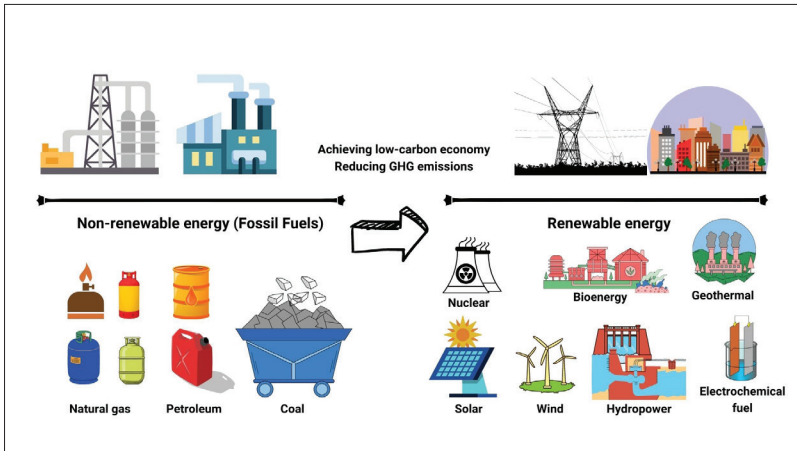 Achieving low-carbon economy
Reducing GHG emissions
Non-renewable energy (Fossil Fuels)
Renewable energy
Nuclear
Bioenergy
Geothermal
Natural gas
Petroleum
Coal
Solar
Wind
Hydropower
Electrochemical
fuel